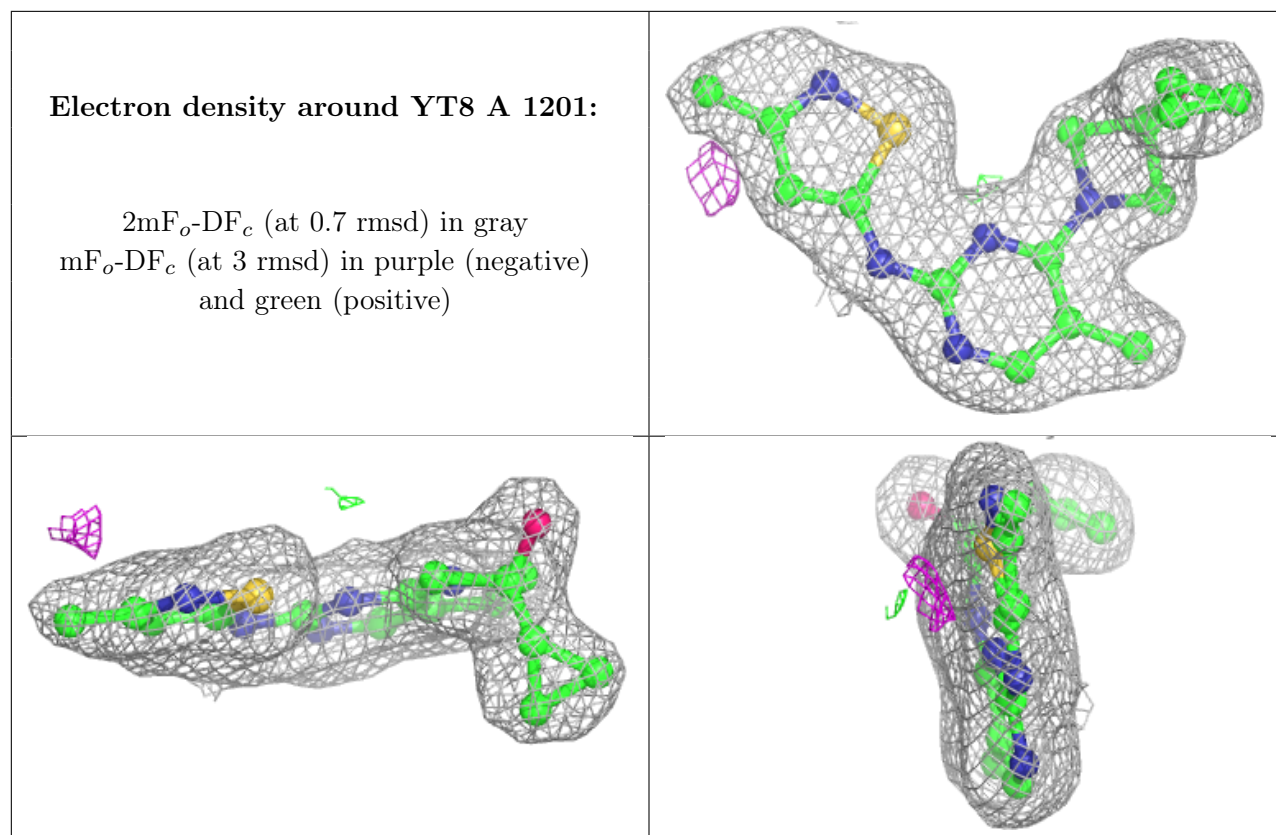 Electron density around YT8 A 1201:
2mFo-DFc (at 0.7 rmsd) in gray
mFo-DFc (at 3 rmsd) in purple (negative)
and green (positive)